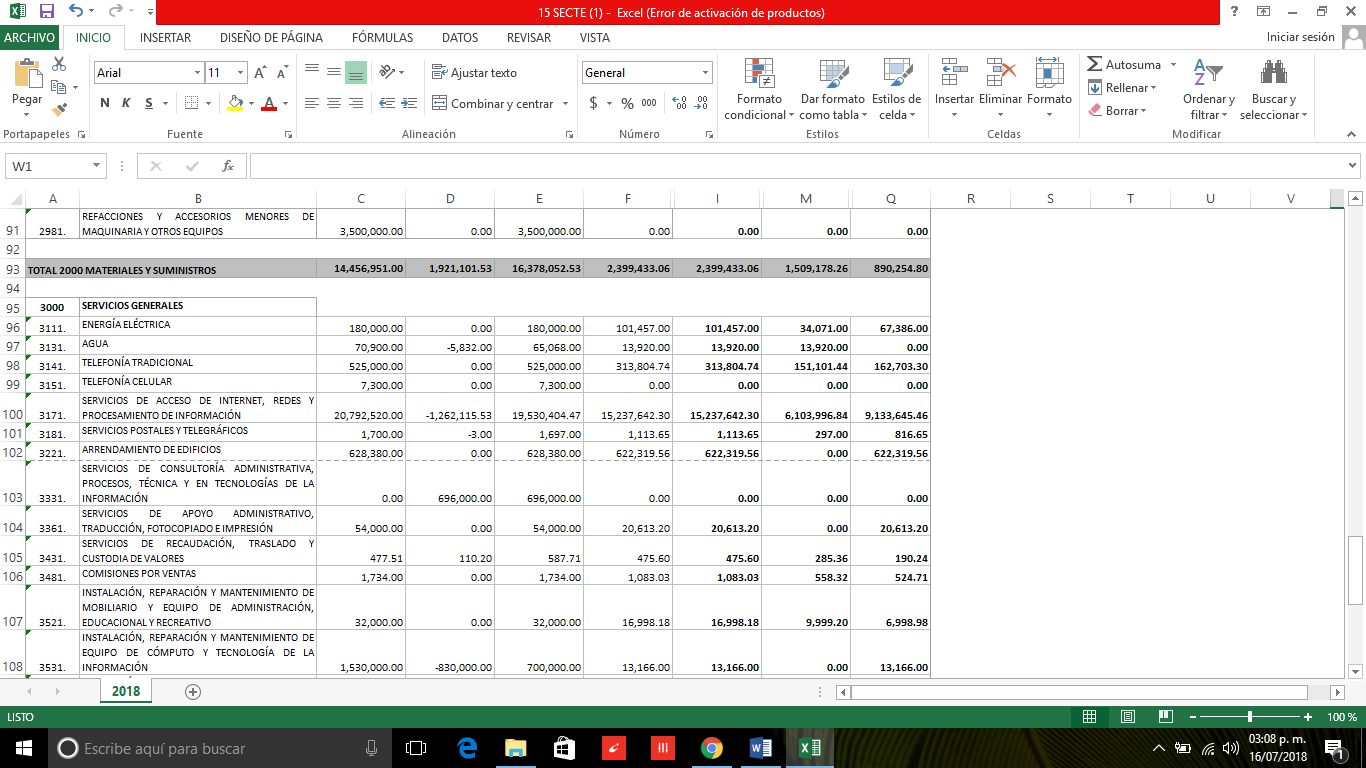 15 SECTE (1) - Excel (Error de activación de productos)
ARCHIVO INICIO INSERTAR DISEÑO DE PÁGINA FÓRMULAS DATOS REVISAR VISTA Iniciar sesión
Pegar
Arial 11
N K S
Ajustar texto
Combinar y centrar
General
$ % 000
Formato condicional
Dar formato como tabla
Estilos de celda
Insertar Eliminar Formato
Autosuma
Rellenar
Borrar
Ordenar y filtrar
Buscar y seleccionar
Portapapeles Fuente Alineación Número Estilos Celdas Modificar
W1 fx
A B C D E F I M Q R S T U V
REFACCIONES Y ACCESORIOS MENORES DE
91 2981. MAQUINARIA Y OTROS EQUIPOS 3,500,000.00 0.00 3,500,000.00 0.00 0.00 0.00 0.00
92
93 TOTAL 2000 MATERIALES Y SUMINISTROS 14,456,951.00 1,921,101.53 16,378,052.53 2,399,433.06 2,399,433.06 1,509,178.26 890,254.80
94
95 3000 SERVICIOS GENERALES
96 3111. ENERGÍA ELÉCTRICA 180,000.00 0.00 180,000.00 101,457.00 101,457.00 34,071.00 67,386.00
97 3131. AGUA 70,900.00 -5,832.00 65,068.00 13,920.00 13,920.00 13,920.00 0.00
98 3141. TELEFONÍA TRADICIONAL 525,000.00 0.00 525,000.00 313,804.74 313,804.74 151,101.44 162,703.30
99 3151. TELEFONÍA CELULAR 7,300.00 0.00 7,300.00 0.00 0.00 0.00 0.00
SERVICIOS DE ACCESO DE INTERNET, REDES Y
100 3171. PROCESAMIENTO DE INFORMACIÓN 20,792,520.00 -1,262,115.53 19,530,404.47 15,237,642.30 15,237,642.30 6,103,996.84 9,133,645.46
101 3181. SERVICIOS POSTALES Y TELEGRÁFICOS 1,700.00 -3.00 1,697.00 1,113.65 1,113.65 297.00 816.65
102 3221. ARRENDAMIENTO DE EDIFICIOS 628,380.00 0.00 628,380.00 622,319.56 622,319.56 0.00 622,319.56
SERVICIOS DE CONSULTORÍA ADMINISTRATIVA,
PROCESOS, TÉCNICA Y EN TECNOLOGÍAS DE LA
103 3331. INFORMACIÓN 0.00 696,000.00 696,000.00 0.00 0.00 0.00 0.00
SERVICIOS DE APOYO ADMINISTRATIVO,
104 3361. TRADUCCIÓN, FOTOCOPIADO E IMPRESIÓN 54,000.00 0.00 54,000.00 20,613.20 20,613.20 0.00 20,613.20
SERVICIOS DE RECAUDACIÓN, TRASLADO Y
105 3431. CUSTODIA DE VALORES 477.51 110.20 587.71 475.60 475.60 285.36 190.24
106 3481. COMISIONES POR VENTAS 1,734.00 0.00 1,734.00 1,083.03 1,083.03 558.32 524.71
INSTALACIÓN, REPARACIÓN Y MANTENIMIENTO DE
MOBILIARIO Y EQUIPO DE ADMINISTRACIÓN,
107 3521. EDUCACIONAL Y RECREATIVO 32,000.00 0.00 32,000.00 16,998.18 16,998.18 9,999.20 6,998.98
INSTALACIÓN, REPARACIÓN Y MANTENIMIENTO DE
EQUIPO DE CÓMPUTO Y TECNOLOGÍA DE LA
108 3531. INFORMACIÓN 1,530,000.00 -830,000.00 700,000.00 13,166.00 13,166.00 0.00 13,166.00
2018
LISTO 100 %
Escribe aquí para buscar
03:08 p. m.
16/07/2018
1